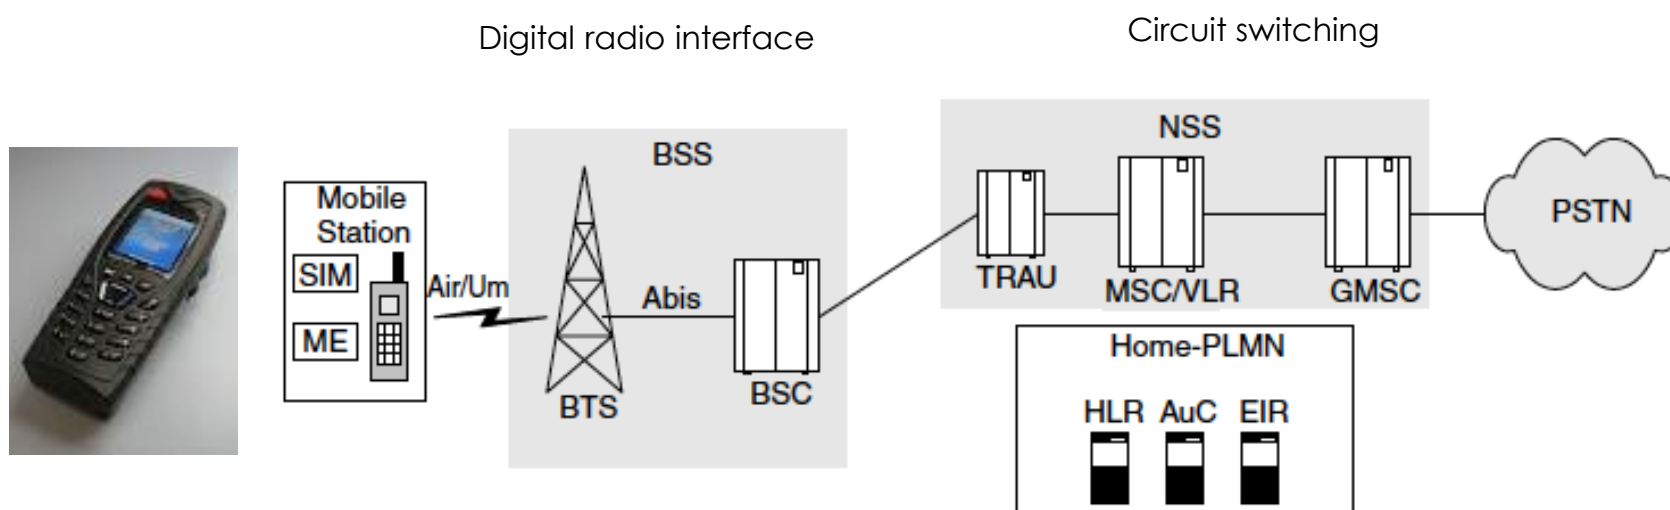 Digital radio interface
Circuit switching
Mobile
Station
SIM
ME
Air/Um
BSS
BTS
Abis
BSC
NSS
TRAU
MSC/VLR
GMSC
PSTN
Home-PLMN
HLR AuC EIR